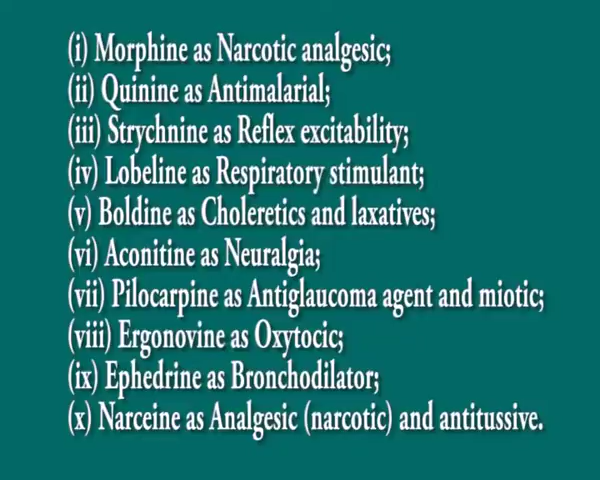 (i) Morphine as Narcotic analgesic;
(ii) Quinine as Antimalarial;
(iii) Strychnine as Reflex excitability;
(iv) Lobeline as Respiratory stimulant;
(v) Boldine as Choleretics and laxatives;
(vi) Aconitine as Neuralgia;
(vii) Pilocarpine as Antiglaucoma agent and miotic;
(viii) Ergonovine as Oxytocic;
(ix) Ephedrine as Bronchodilator;
(x) Narceine as Analgesic (narcotic) and antitussive.